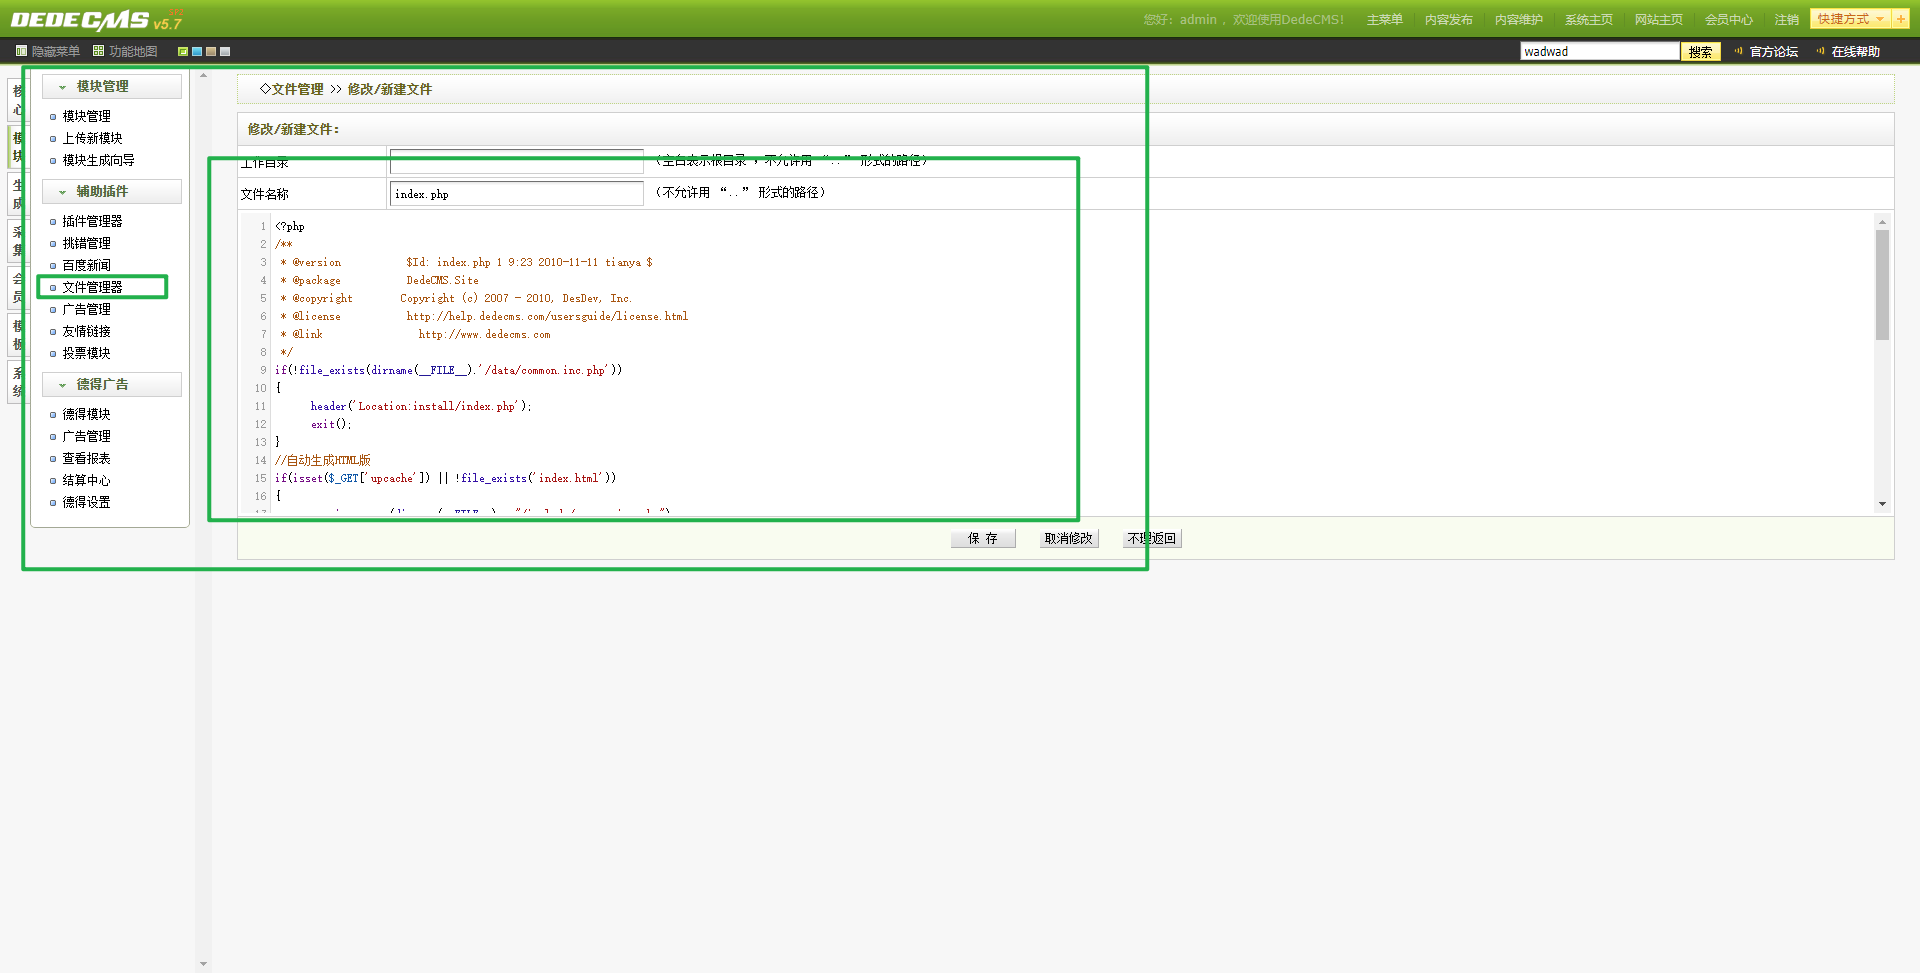 DEDECMS v5.7
您好：admin ，欢迎使用DedeCMS！ 主菜单 内容发布 内容维护 系统主页 网站主页 会员中心 注销 快捷方式 +
隐藏菜单 功能地图
wadwad 搜索 官方论坛 在线帮助
核心
模块
生成
采集
会员
模板
系统
模块管理
模块管理
上传新模块
模块生成向导
辅助插件
插件管理器
挑错管理
百度新闻
文件管理器
广告管理
友情链接
投票模块
德得广告
德得模块
广告管理
查看报表
结算中心
德得设置
◇文件管理 >> 修改/新建文件
修改/新建文件：
工作目录 （空白表示根目录 ，不允许用 “..” 形式的路径）
文件名称 index.php （不允许用 “..” 形式的路径）
1 <?php
2 /**
3 * @version $Id: index.php 1 9:23 2010-11-11 tianya $
4 * @package DedeCMS.Site
5 * @copyright Copyright (c) 2007 - 2010, DesDev, Inc.
6 * @license http://help.dedecms.com/usersguide/license.html
7 * @link http://www.dedecms.com
8 */
9 if(!file_exists(dirname(__FILE__).'/data/common.inc.php'))
10 {
11 header('Location:install/index.php');
12 exit();
13 }
14 //自动生成HTML版
15 if(isset($_GET['upcache']) || !file_exists('index.html'))
16 {
保 存 取消修改 不理返回